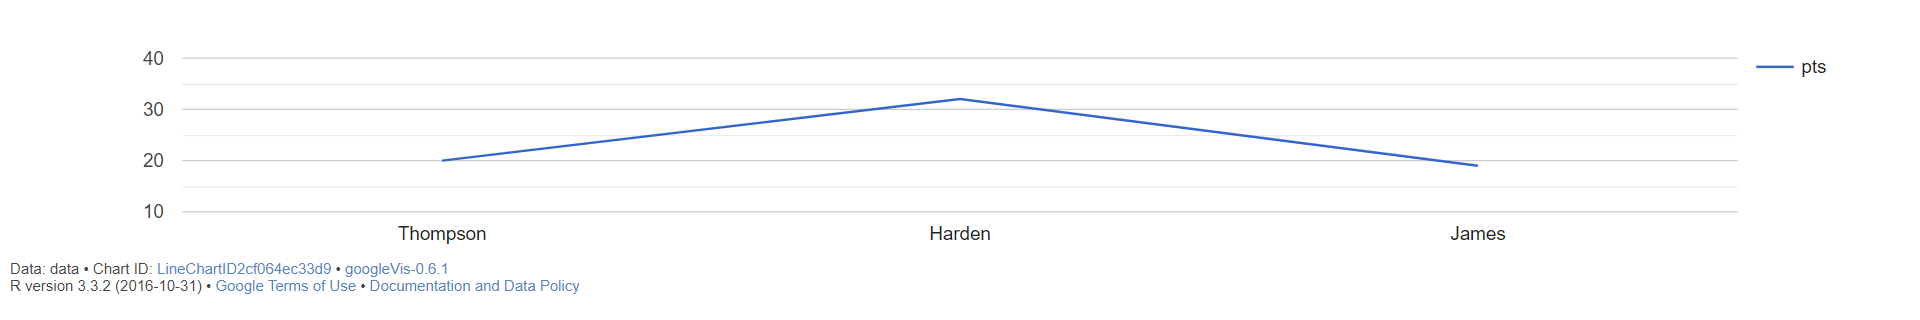 40
pts
30
20
10
Thompson Harden James
Data: data • Chart ID: LineChartID2cf064ec33d9 • googleVis-0.6.1
R version 3.3.2 (2016-10-31) • Google Terms of Use • Documentation and Data Policy